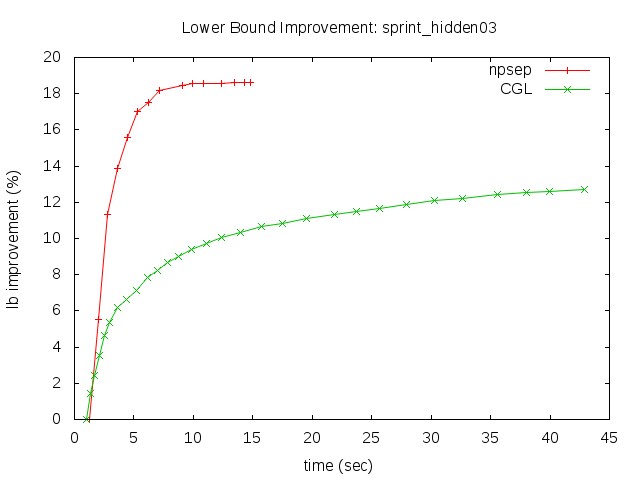 Lower Bound Improvement: sprint_hidden03
20
18
16
14
12
10
8
6
4
2
0
lb improvement (%)
npsep
CGL
0 5 10 15 20 25 30 35 40 45
time (sec)